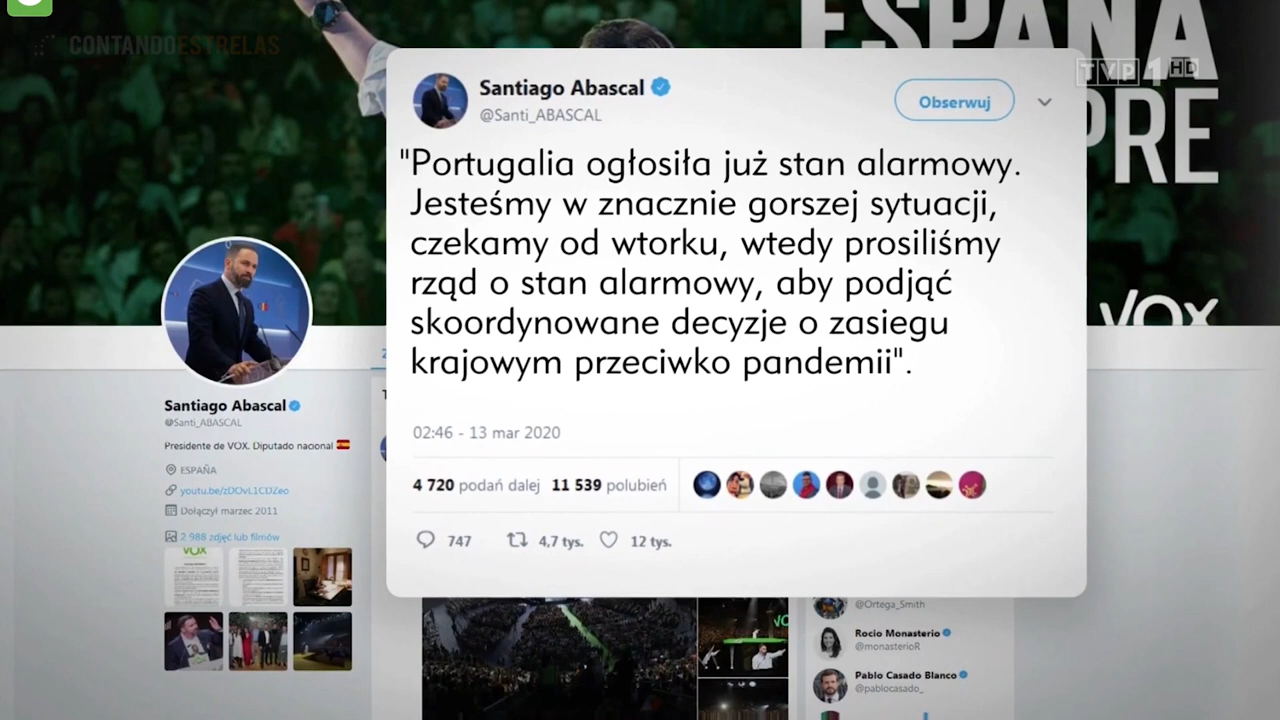 CONTANDOESTRELAS
ESPAÑA
PRE
TVP 1 HD
Santiago Abascal
@Santi_ABASCAL
Obserwuj
"Portugalia ogłosiła już stan alarmowy.
Jesteśmy w znacznie gorszej sytuacji,
czekamy od wtorku, wtedy prosiliśmy
rząd o stan alarmowy, aby podjąć
skoordynowane decyzje o zasiegu
krajowym przeciwko pandemii".
02:46 - 13 mar 2020
4 720 podań dalej 11 539 polubień
747 4,7 tys. 12 tys.
VOX
Santiago Abascal
@Santi_ABASCAL
Presidente de VOX. Diputado nacional
ESPAÑA
youtu.be/zDOvL1CDZeo
Dołączył marzec 2011
2 988 zdjęć lub filmów
VOX
@Ortega_Smith
Rocio Monasterio
@monasterioR
Pablo Casado Blanco
@pablocasado_